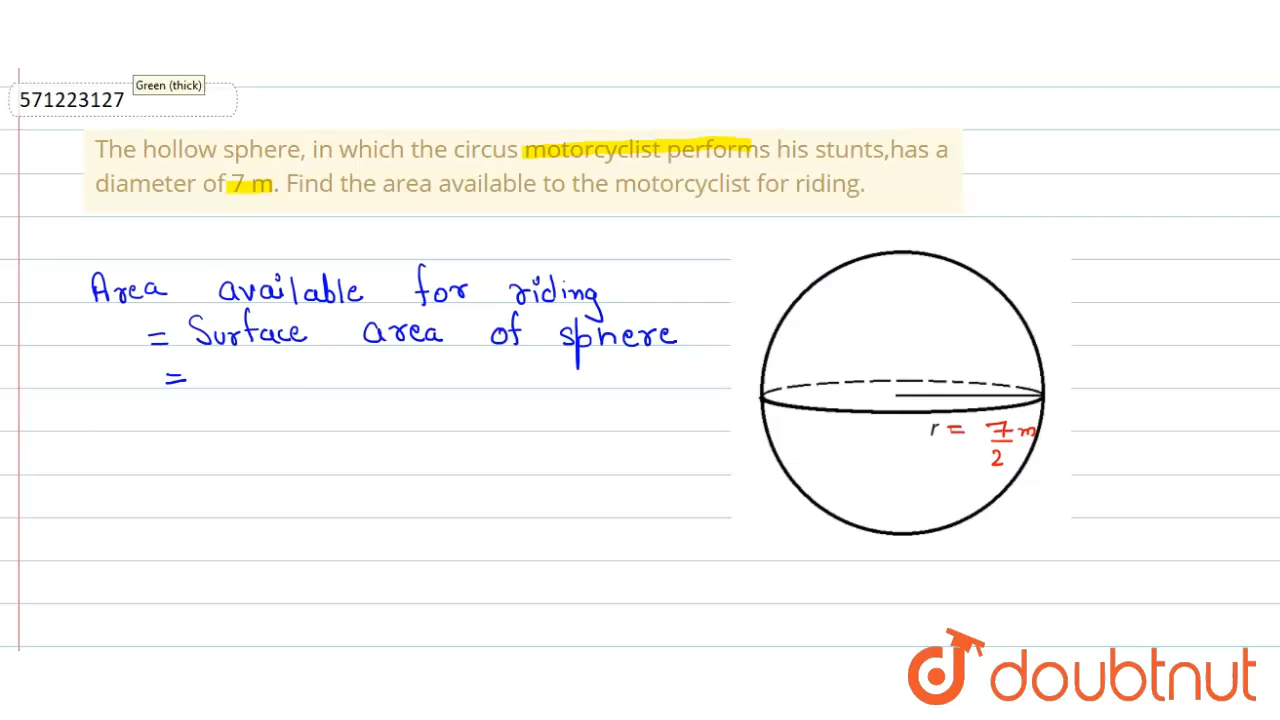 Green (thick)
571223127
The hollow sphere, in which the circus motorcyclist performs his stunts,has a
diameter of 7 m. Find the area available to the motorcyclist for riding.
Area available for riding
= Surface area of sphere
=
r = 7/2 m
doubtnut